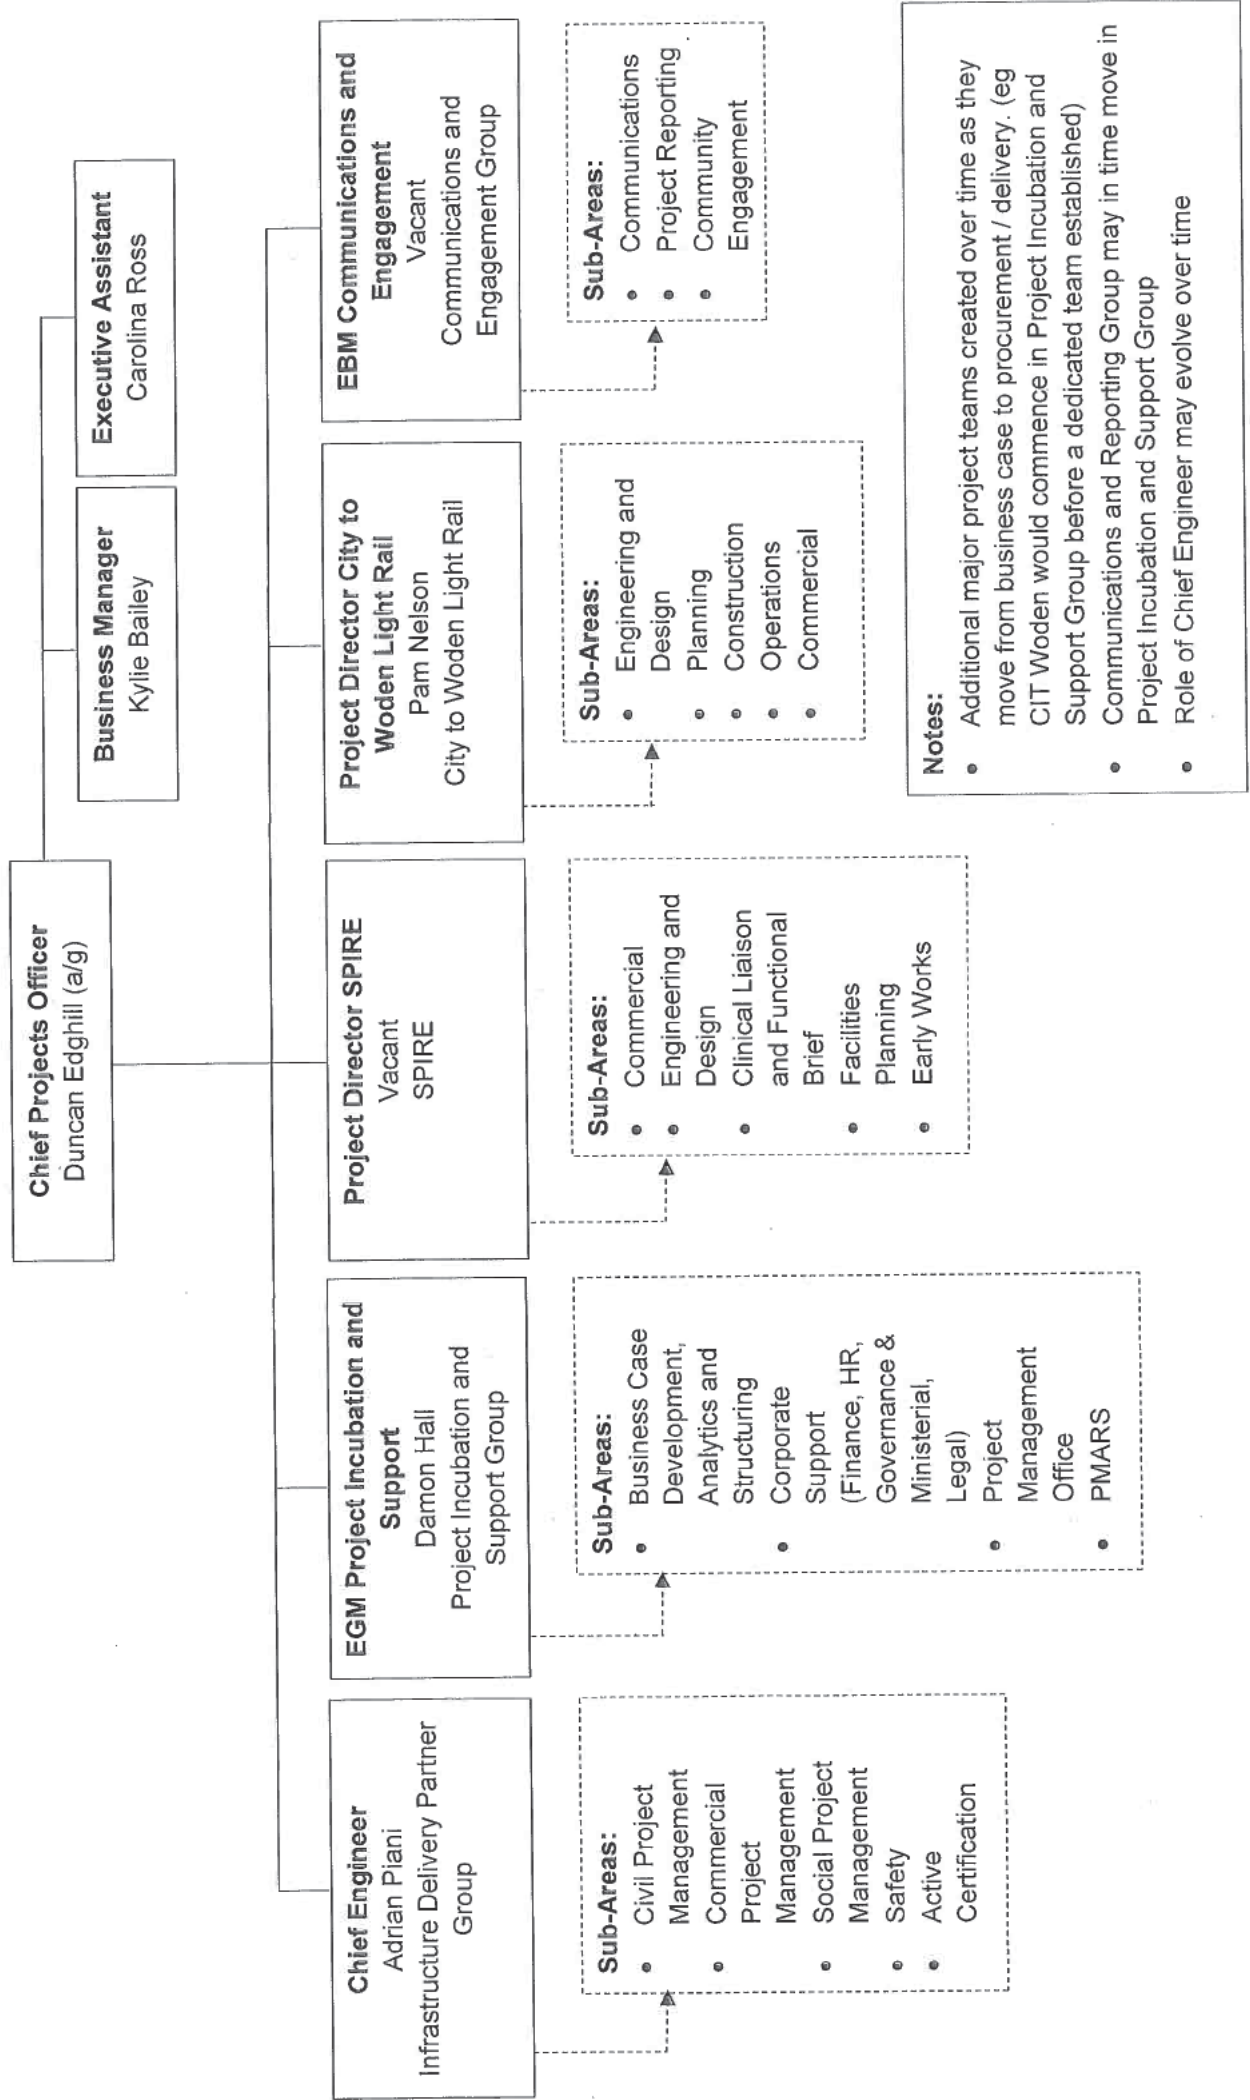 Chief Projects Officer
Duncan Edghill (a/g)
Business Manager
Kylie Bailey
Executive Assistant
Carolina Ross
Chief Engineer
Adrian Piani
Infrastructure Delivery Partner
Group
EGM Project Incubation and
Support
Damon Hall
Project Incubation and
Support Group
Project Director SPIRE
Vacant
SPIRE
Project Director City to
Woden Light Rail
Pam Nelson
City to Woden Light Rail
EBM Communications and
Engagement
Vacant
Communications and
Engagement Group
Sub-Areas:
• Civil Project
Management
• Commercial
Project
Management
• Social Project
Management
• Safety
• Active
Certification
Sub-Areas:
• Business Case
Development,
Analytics and
Structuring
• Corporate
Support
(Finance, HR,
Governance &
Ministerial,
Legal)
• Project
Management
Office
• PMARS
Sub-Areas:
• Commercial
• Engineering and
Design
• Clinical Liaison
and Functional
Brief
• Facilities
Planning
• Early Works
Sub-Areas:
• Engineering and
Design
• Planning
• Construction
• Operations
• Commercial
Sub-Areas:
• Communications
• Project Reporting
• Community
Engagement
Notes:
• Additional major project teams created over time as they
move from business case to procurement / delivery. (eg
CIT Woden would commence in Project Incubation and
Support Group before a dedicated team established)
• Communications and Reporting Group may in time move in
Project Incubation and Support Group
• Role of Chief Engineer may evolve over time